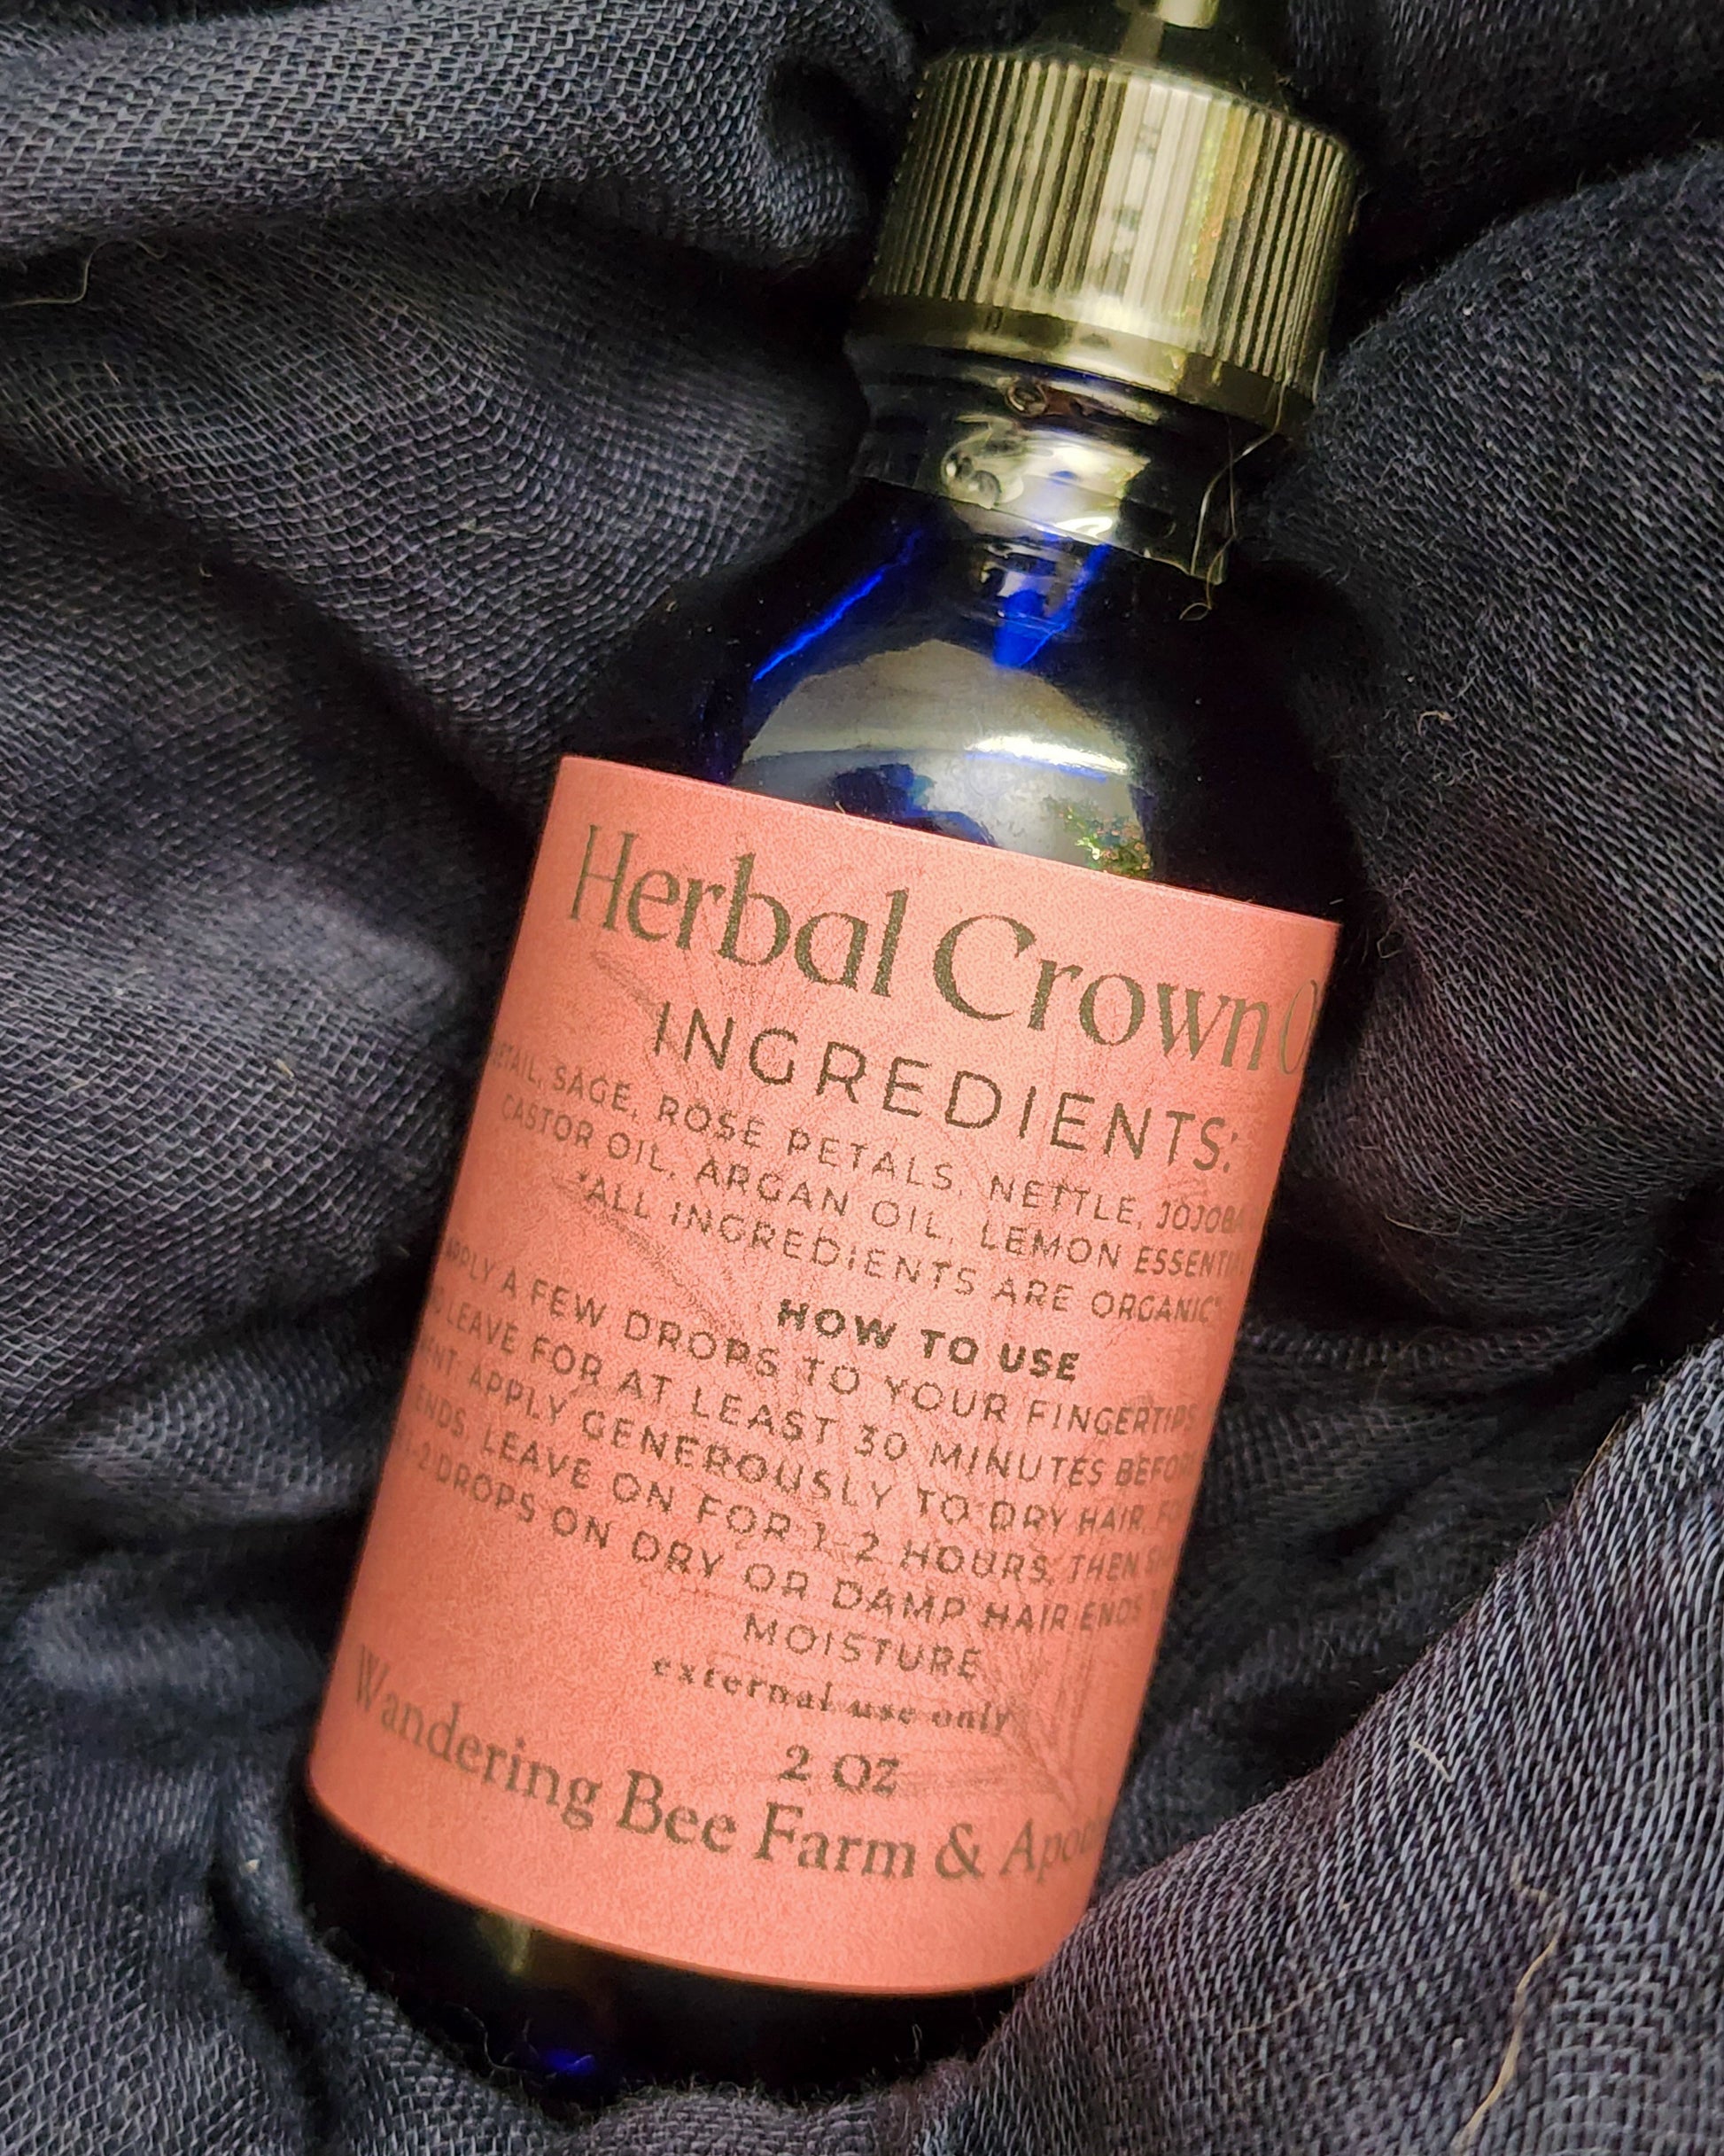 Herbal Crown
INGREDIENTS:
SAGE, ROSE PETALS, NETTLE, JOJOBA
CASTOR OIL, ARGAN OIL, LEMON
*ALL INGREDIENTS ARE ORGANIC*
HOW TO USE
APPLY A FEW DROPS TO YOUR FINGERTIPS
LEAVE FOR AT LEAST 30 MINUTES
APPLY GENEROUSLY TO DRY HAIR
ENDS, LEAVE ON FOR 1-2 HOURS, THEN
1-2 DROPS ON DRY OR DAMP HAIR ENDS
MOISTURE
external use only
2 OZ
Wandering Bee Farm &